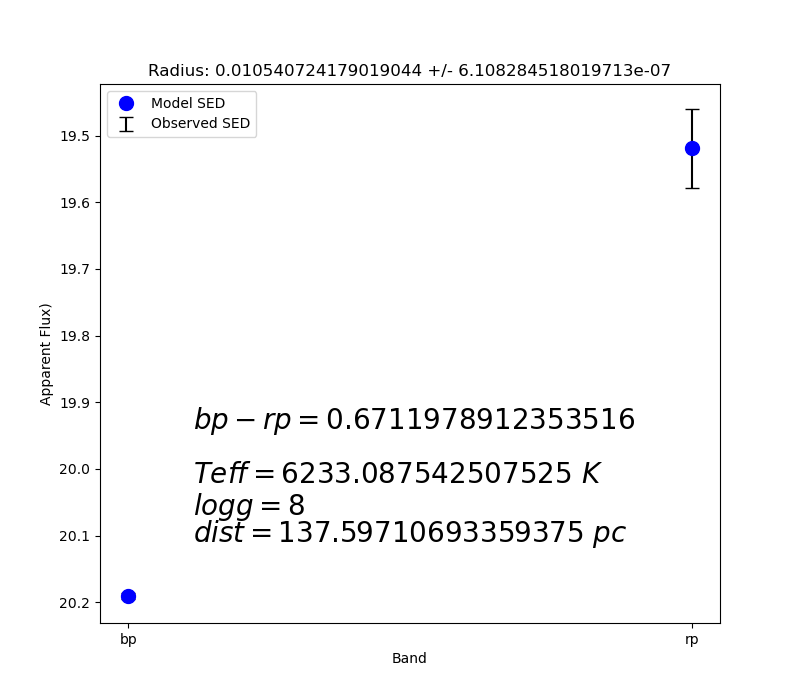 Radius: 0.010540724179019044 +/- 6.108284518019713e-07
Model SED
Observed SED
19.5
19.6
19.7
19.8
19.9
20.0
20.1
20.2
Apparent Flux)
bp − rp = 0.6711978912353516
Teff = 6233.087542507525 K
logg = 8
dist = 137.59710693359375 pc
bp
rp
Band